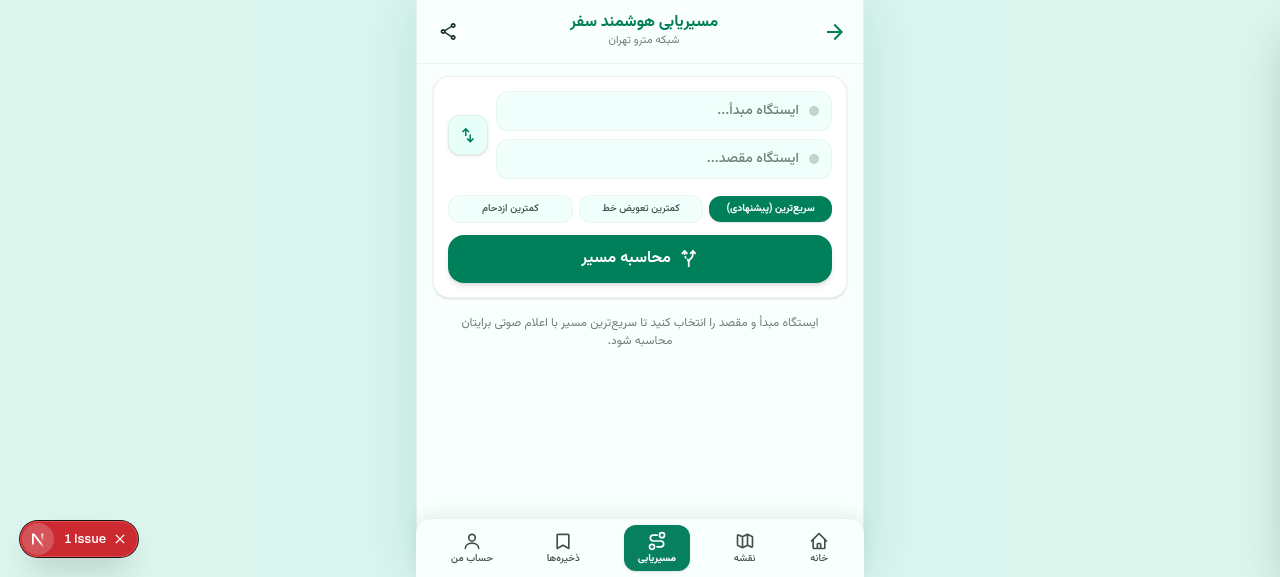 مسیریابی هوشمند سفر
شبکه مترو تهران
ایستگاه مبدأ...
ایستگاه مقصد...
سریع‌ترین (پیشنهادی)
کمترین تعویض خط
کمترین ازدحام
محاسبه مسیر
ایستگاه مبدأ و مقصد را انتخاب کنید تا سریع‌ترین مسیر با اعلام صوتی برایتان
محاسبه شود.
خانه
نقشه
مسیریابی
ذخیره‌ها
حساب من
N 1 Issue